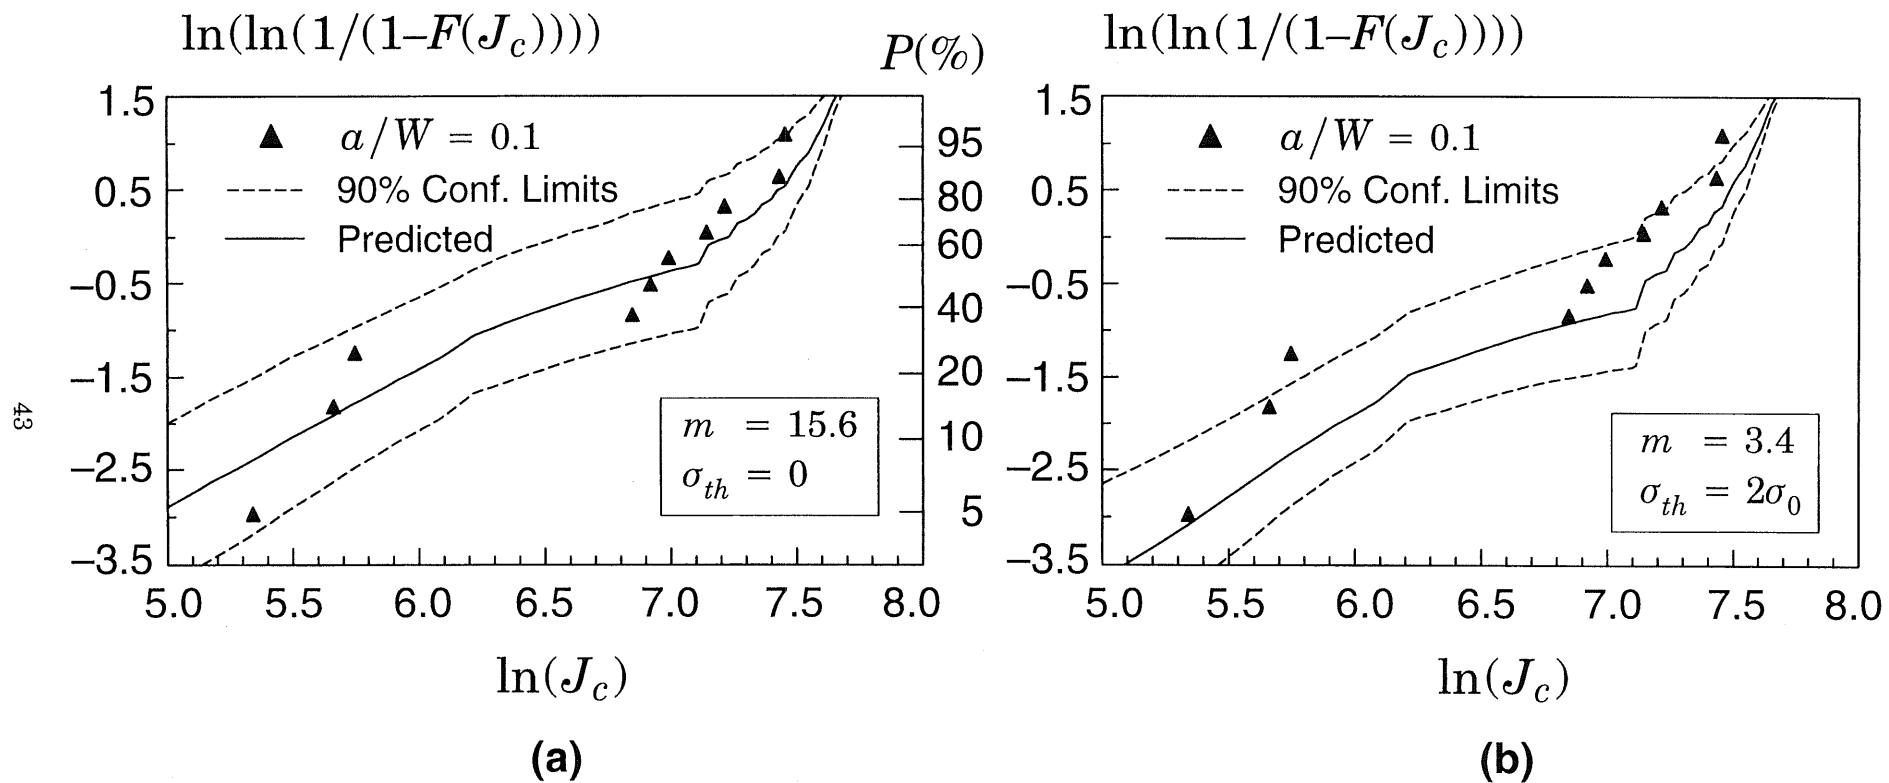 ln(ln(1/(1–F(J_c))))
P(%)
1.5
0.5
–0.5
–1.5
–2.5
–3.5
a/W = 0.1
90% Conf. Limits
Predicted
95
80
60
40
20
10
5
m = 15.6
σ_th = 0
5.0 5.5 6.0 6.5 7.0 7.5 8.0
ln(J_c)
(a)
ln(ln(1/(1–F(J_c))))
1.5
0.5
–0.5
–1.5
–2.5
–3.5
a/W = 0.1
90% Conf. Limits
Predicted
m = 3.4
σ_th = 2σ_0
5.0 5.5 6.0 6.5 7.0 7.5 8.0
ln(J_c)
(b)
43